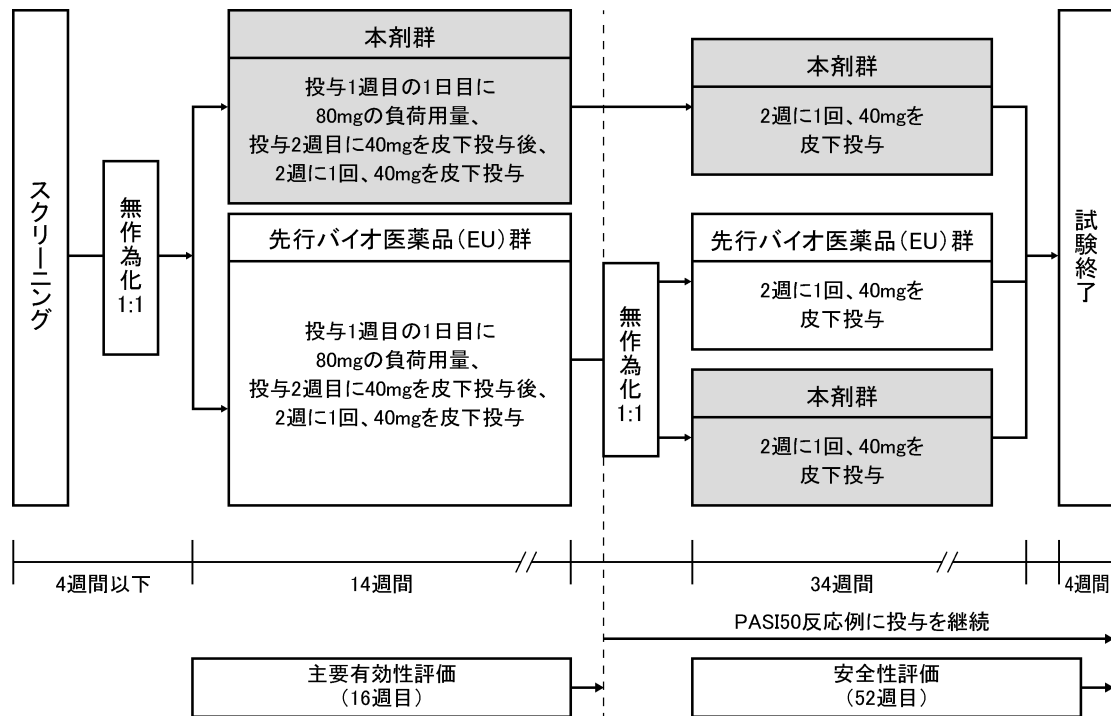 スクリーニング
無作為化
1:1
本剤群
投与1週目の1日目に
80mgの負荷用量、
投与2週目に40mgを皮下投与後、
2週に1回、40mgを皮下投与
先行バイオ医薬品(EU)群
投与1週目の1日目に
80mgの負荷用量、
投与2週目に40mgを皮下投与後、
2週に1回、40mgを皮下投与
無作為化
1:1
本剤群
2週に1回、40mgを
皮下投与
先行バイオ医薬品(EU)群
2週に1回、40mgを
皮下投与
本剤群
2週に1回、40mgを
皮下投与
試験終了
4週間以下
14週間
34週間
4週間
PASI50反応例に投与を継続
主要有効性評価
(16週目)
安全性評価
(52週目)